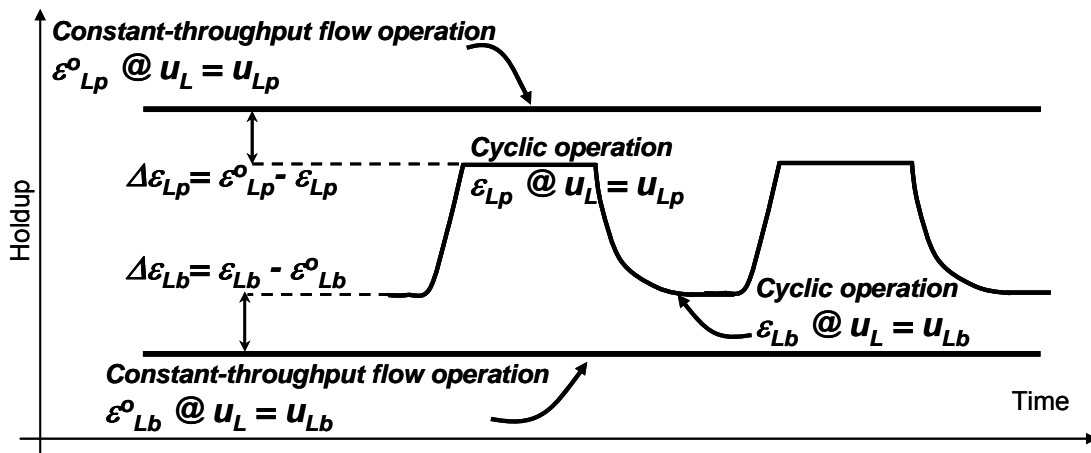 Constant-throughput flow operation
ε°Lp @ uL = uLp
Cyclic operation
ΔεLp= ε°Lp - εLp
εLp @ uL = uLp
Holdup
ΔεLb= εLb - ε°Lb
Cyclic operation
εLb @ uL = uLb
Constant-throughput flow operation
ε°Lb @ uL = uLb
Time